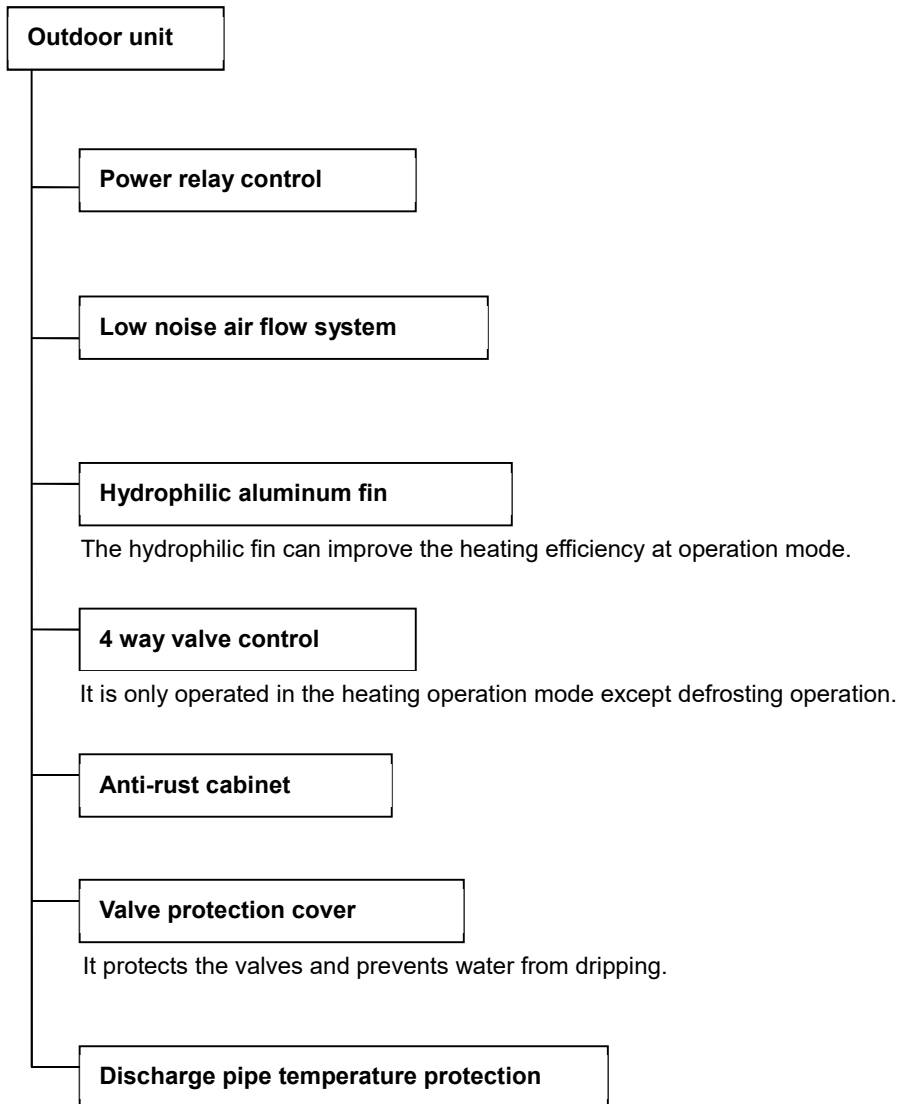 Outdoor unit
Power relay control
Low noise air flow system
Hydrophilic aluminum fin
The hydrophilic fin can improve the heating efficiency at operation mode.
4 way valve control
It is only operated in the heating operation mode except defrosting operation.
Anti-rust cabinet
Valve protection cover
It protects the valves and prevents water from dripping.
Discharge pipe temperature protection